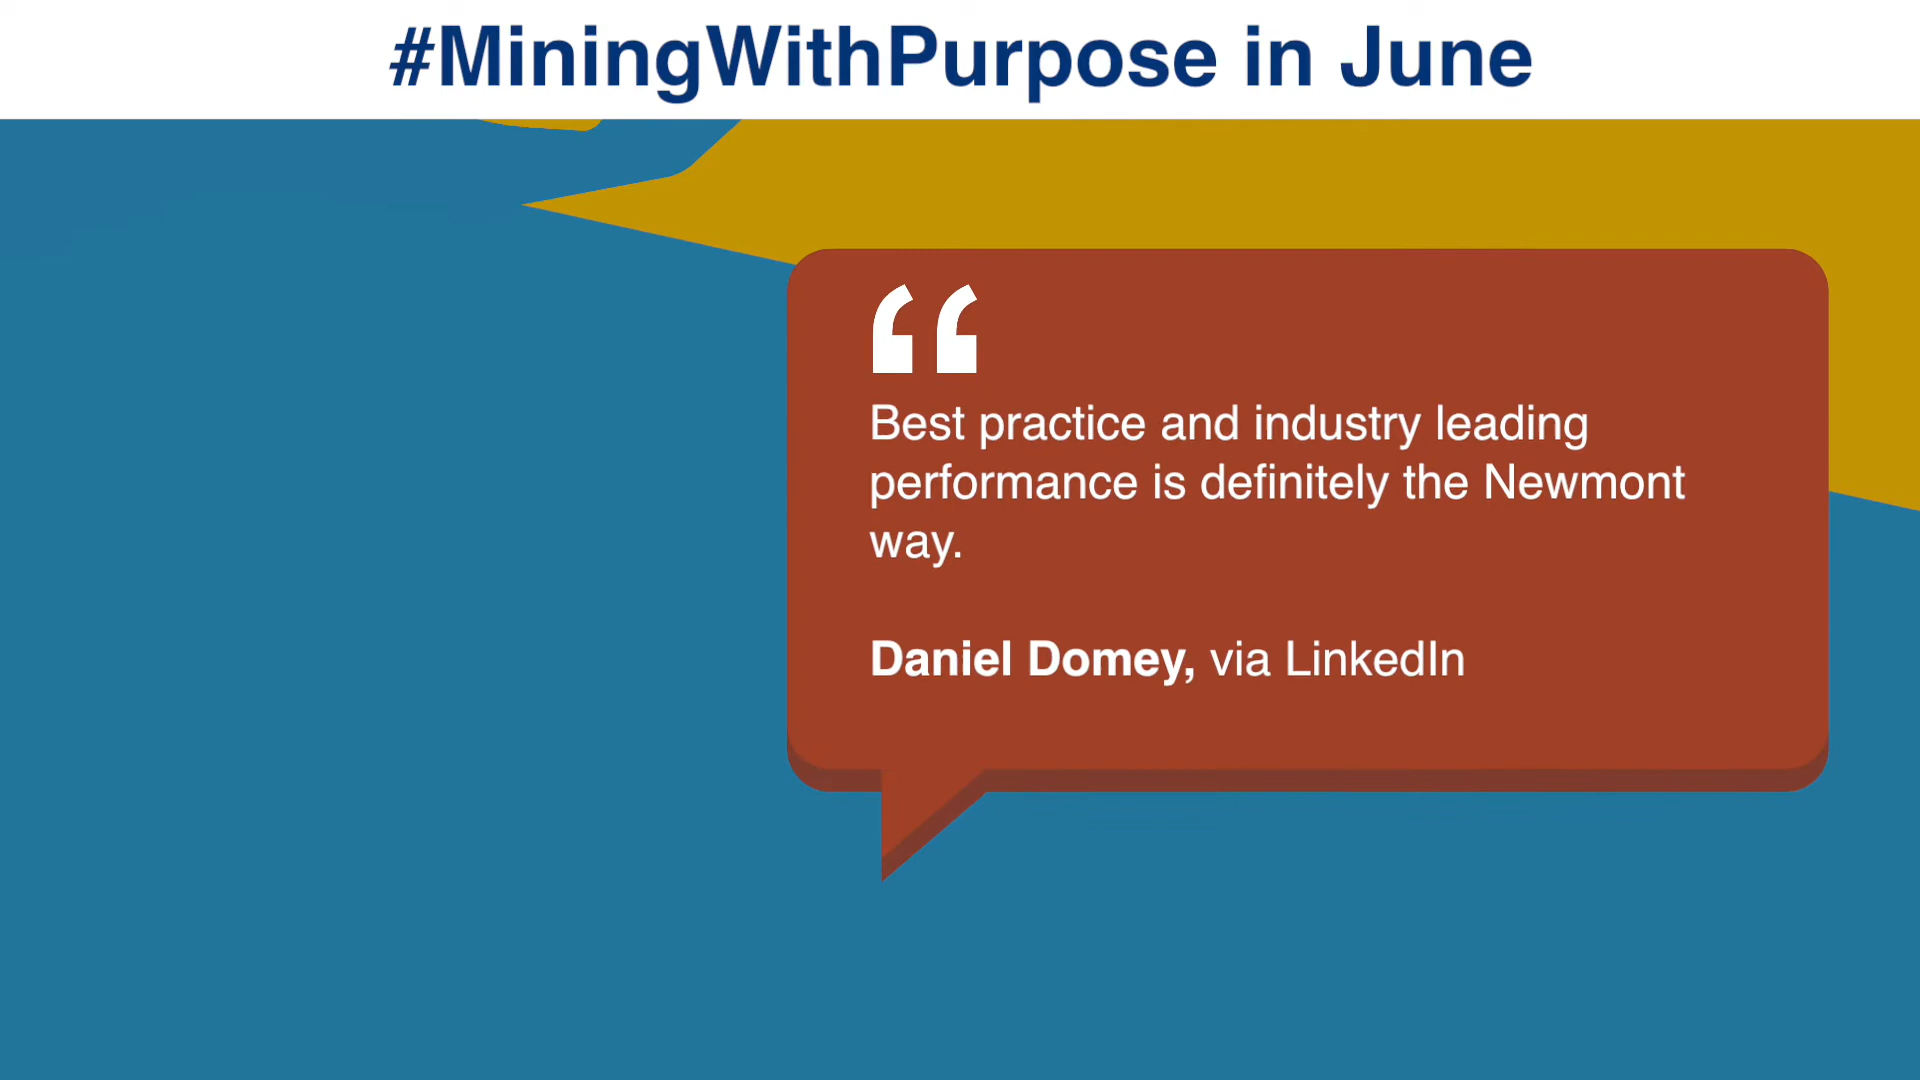 #MiningWithPurpose in June
“
Best practice and industry leading
performance is definitely the Newmont
way.
Daniel Domey, via LinkedIn